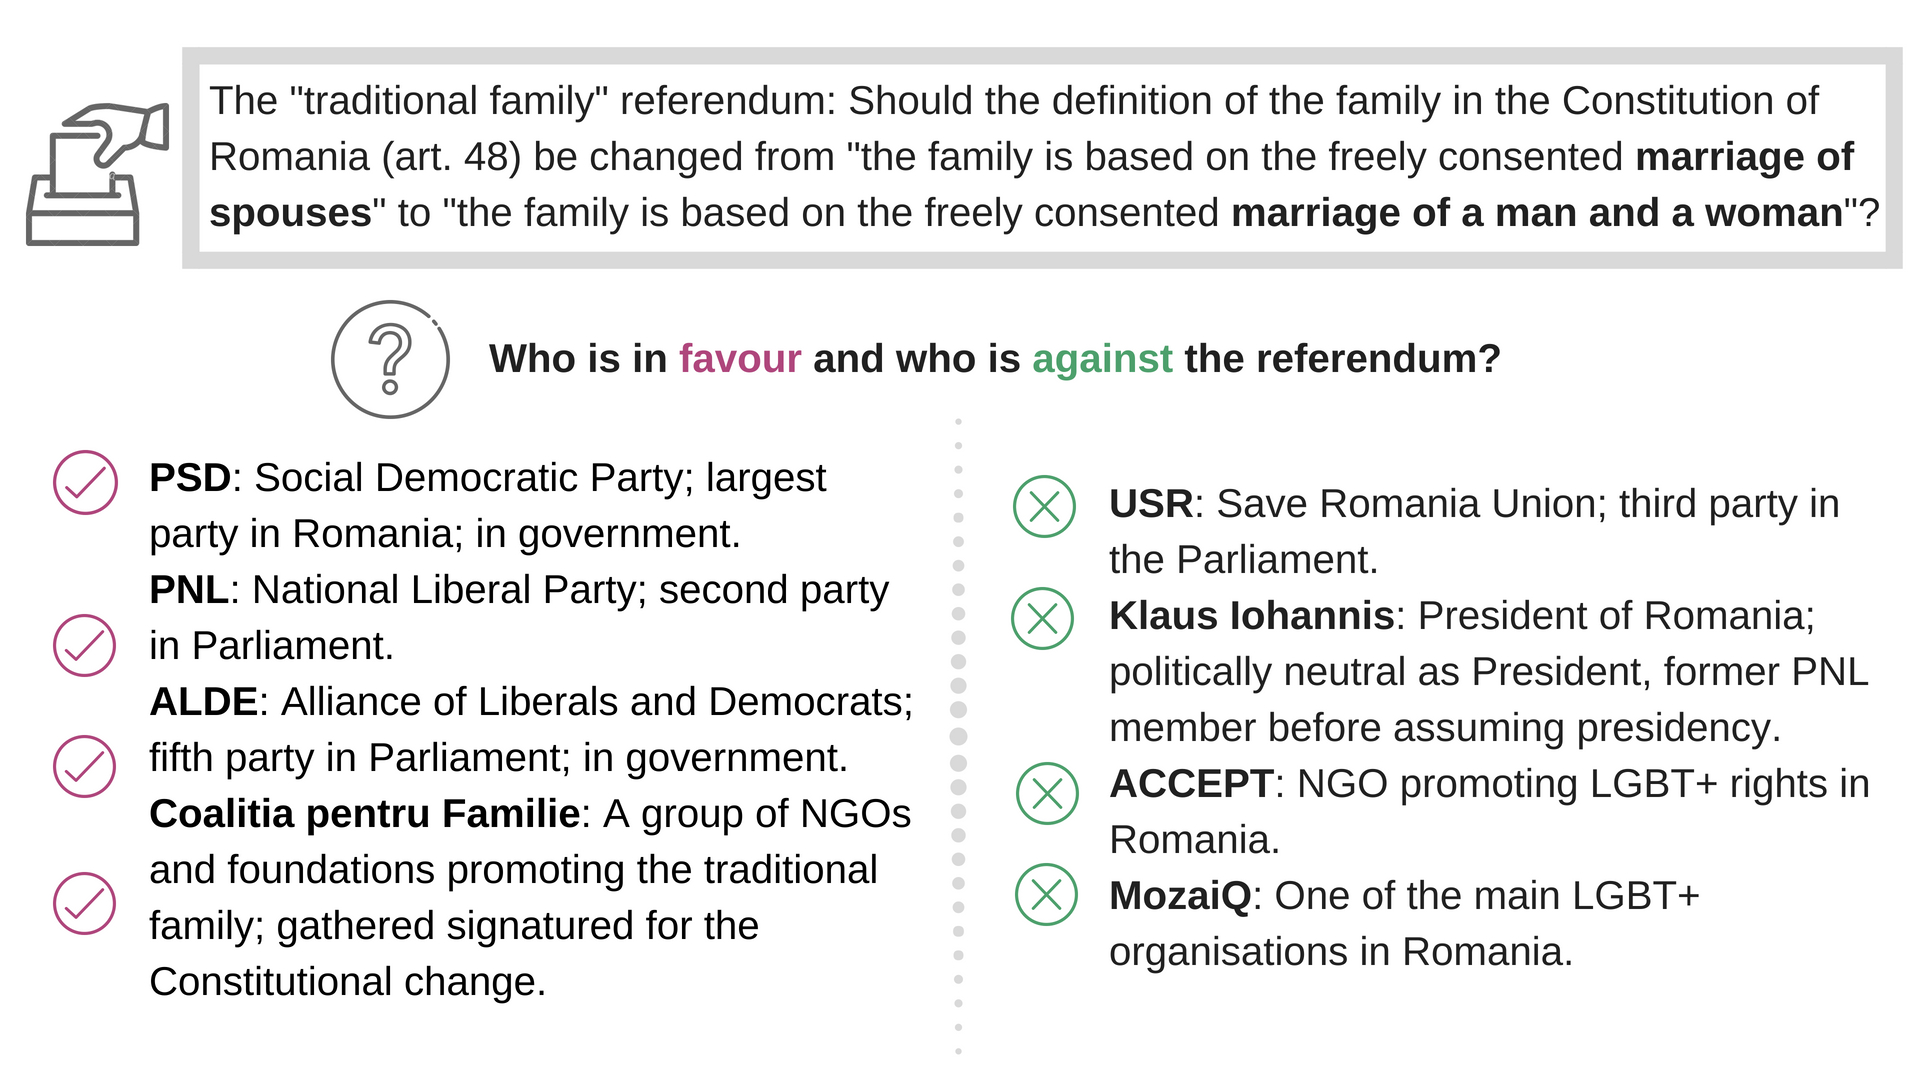 The "traditional family" referendum: Should the definition of the family in the Constitution of
Romania (art. 48) be changed from "the family is based on the freely consented marriage of
spouses" to "the family is based on the freely consented marriage of a man and a woman"?
?
Who is in favour and who is against the referendum?
PSD: Social Democratic Party; largest
party in Romania; in government.
PNL: National Liberal Party; second party
in Parliament.
ALDE: Alliance of Liberals and Democrats;
fifth party in Parliament; in government.
Coalitia pentru Familie: A group of NGOs
and foundations promoting the traditional
family; gathered signatured for the
Constitutional change.
USR: Save Romania Union; third party in
the Parliament.
Klaus Iohannis: President of Romania;
politically neutral as President, former PNL
member before assuming presidency.
ACCEPT: NGO promoting LGBT+ rights in
Romania.
MozaiQ: One of the main LGBT+
organisations in Romania.